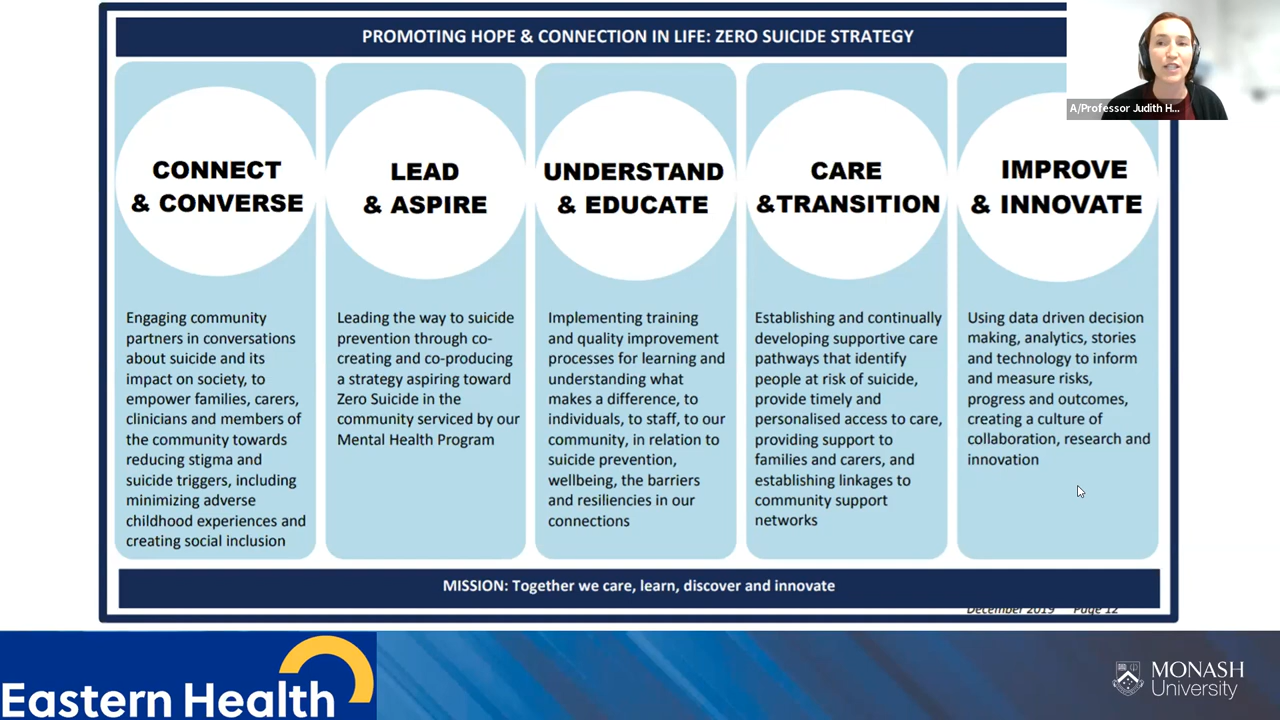 PROMOTING HOPE & CONNECTION IN LIFE: ZERO SUICIDE STRATEGY
A/Professor Judith H...
CONNECT
& CONVERSE
Engaging community
partners in conversations
about suicide and its
impact on society, to
empower families, carers,
clinicians and members of
the community towards
reducing stigma and
suicide triggers, including
minimizing adverse
childhood experiences and
creating social inclusion
LEAD
& ASPIRE
Leading the way to suicide
prevention through co-
creating and co-producing
a strategy aspiring toward
Zero Suicide in the
community serviced by our
Mental Health Program
UNDERSTAND
& EDUCATE
Implementing training
and quality improvement
processes for learning and
understanding what
makes a difference, to
individuals, to staff, to our
community, in relation to
suicide prevention,
wellbeing, the barriers
and resiliencies in our
connections
CARE
&TRANSITION
Establishing and continually
developing supportive care
pathways that identify
people at risk of suicide,
provide timely and
personalised access to care,
providing support to
families and carers, and
establishing linkages to
community support
networks
IMPROVE
& INNOVATE
Using data driven decision
making, analytics, stories
and technology to inform
and measure risks,
progress and outcomes,
creating a culture of
collaboration, research and
innovation
MISSION: Together we care, learn, discover and innovate
December 2019 Page 12
Eastern Health
MONASH
University